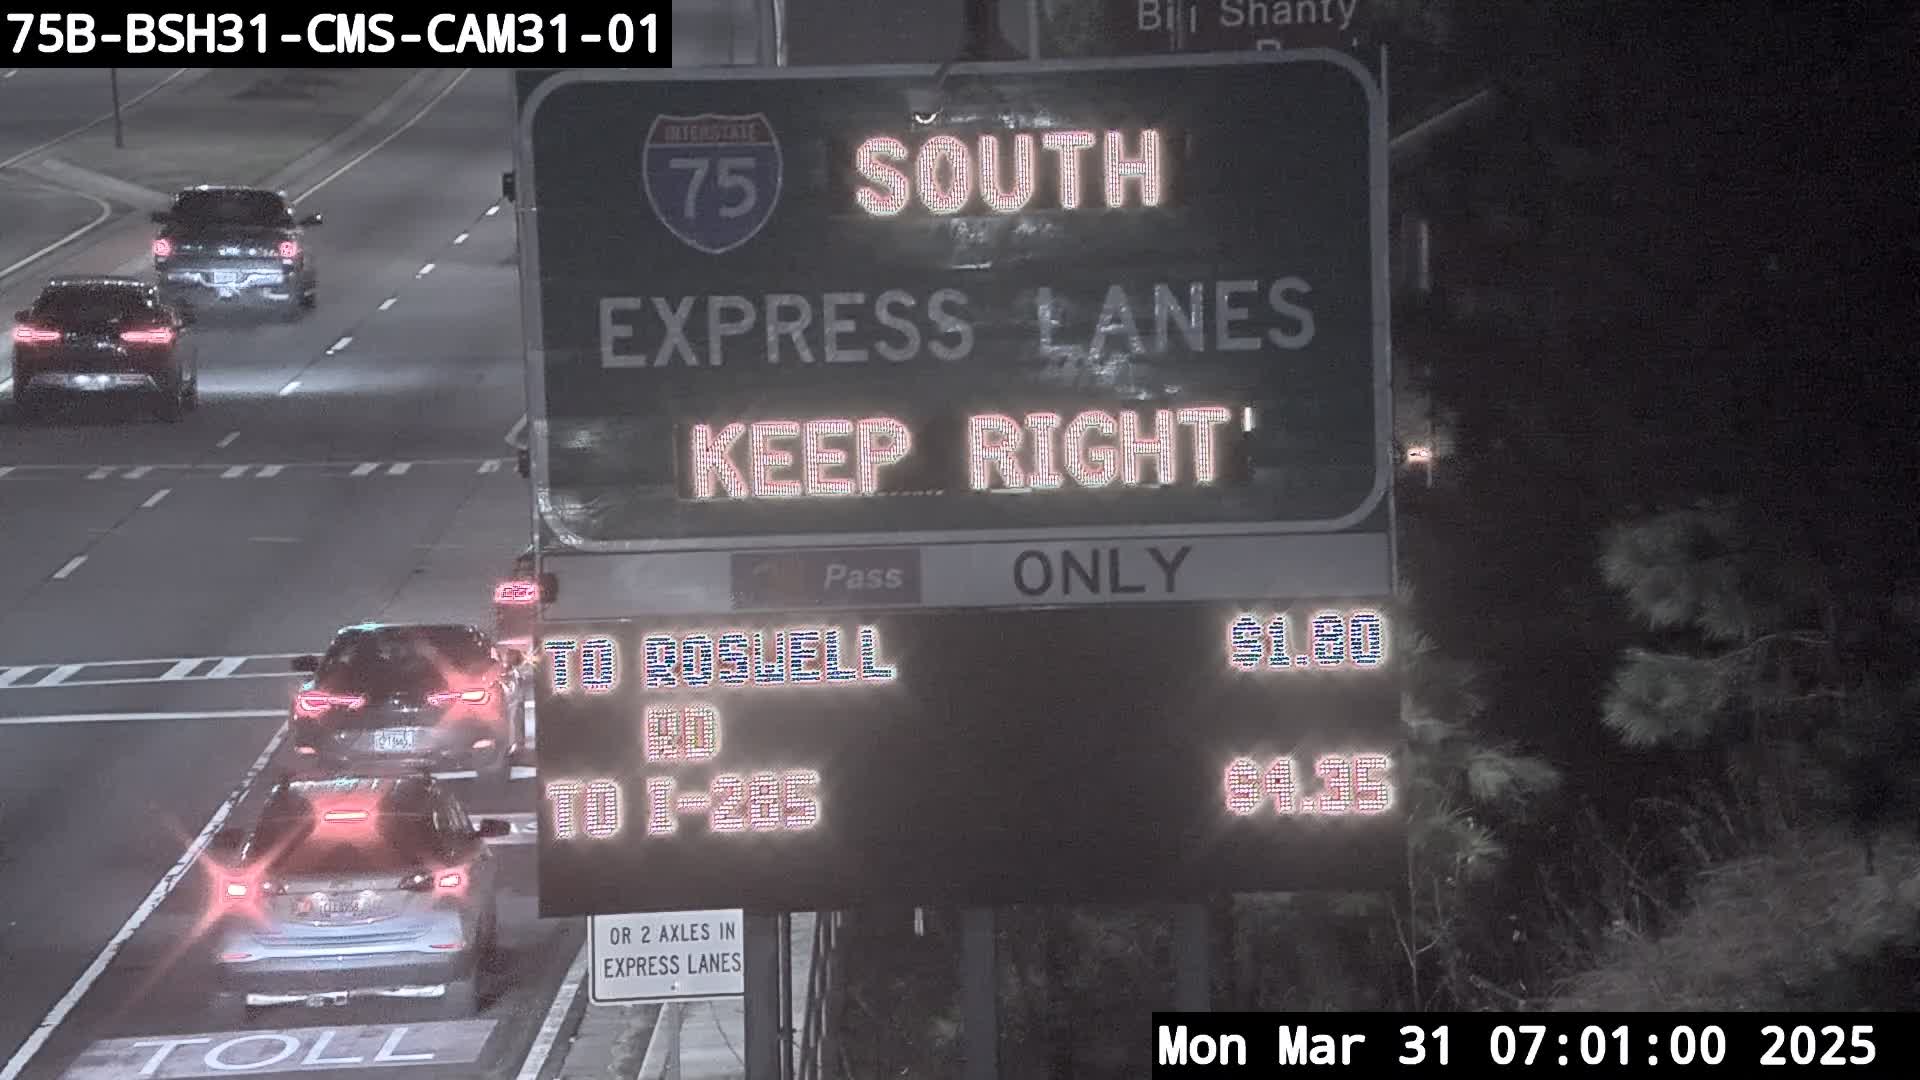 75B-BSH31-CMS-CAM31-01
Shanty
INTERSTATE
75
SOUTH
EXPRESS LANES
KEEP RIGHT
Pass ONLY
TO ROSWELL $1.80
RD
TO I-285 $4.35
OR 2 AXLES IN
EXPRESS LANES
TOLL
Mon Mar 31 07:01:00 2025